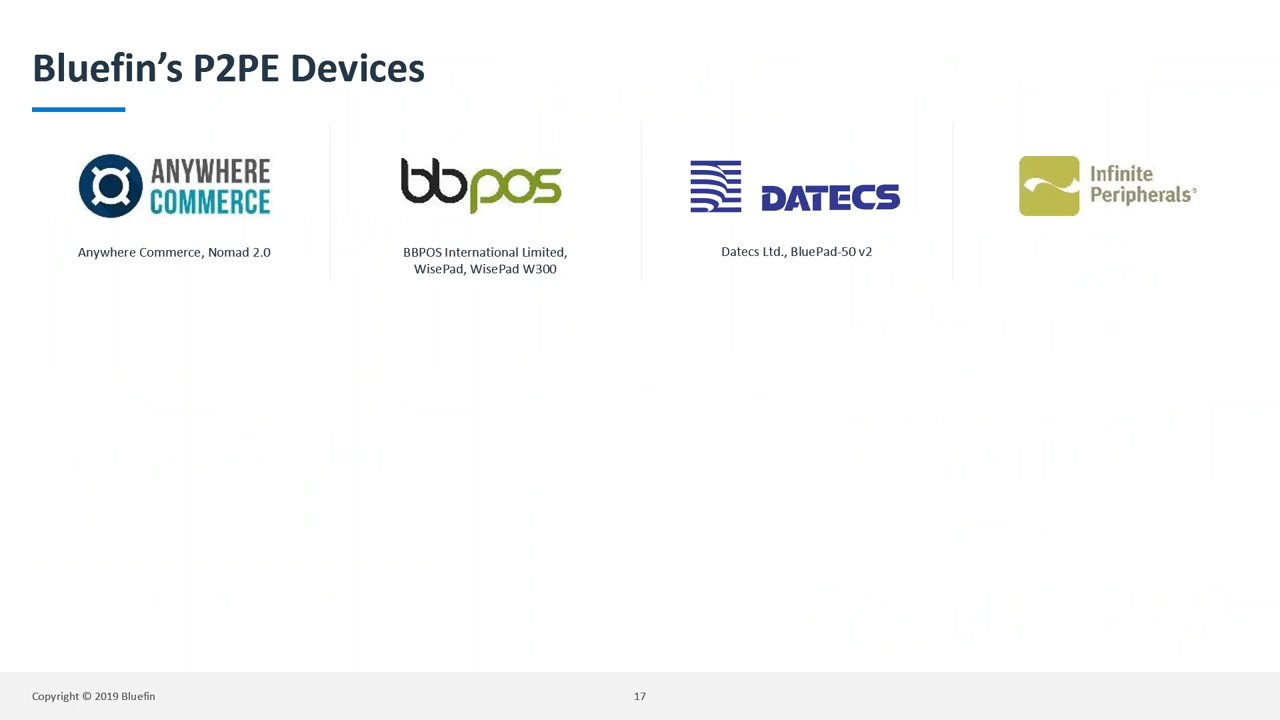 Bluefin’s P2PE Devices
ANYWHERE
COMMERCE
Anywhere Commerce, Nomad 2.0
bbpos
BBPOS International Limited,
WisePad, WisePad W300
DATECS
Datecs Ltd., BluePad-50 v2
Infinite
Peripherals®
Copyright © 2019 Bluefin
17